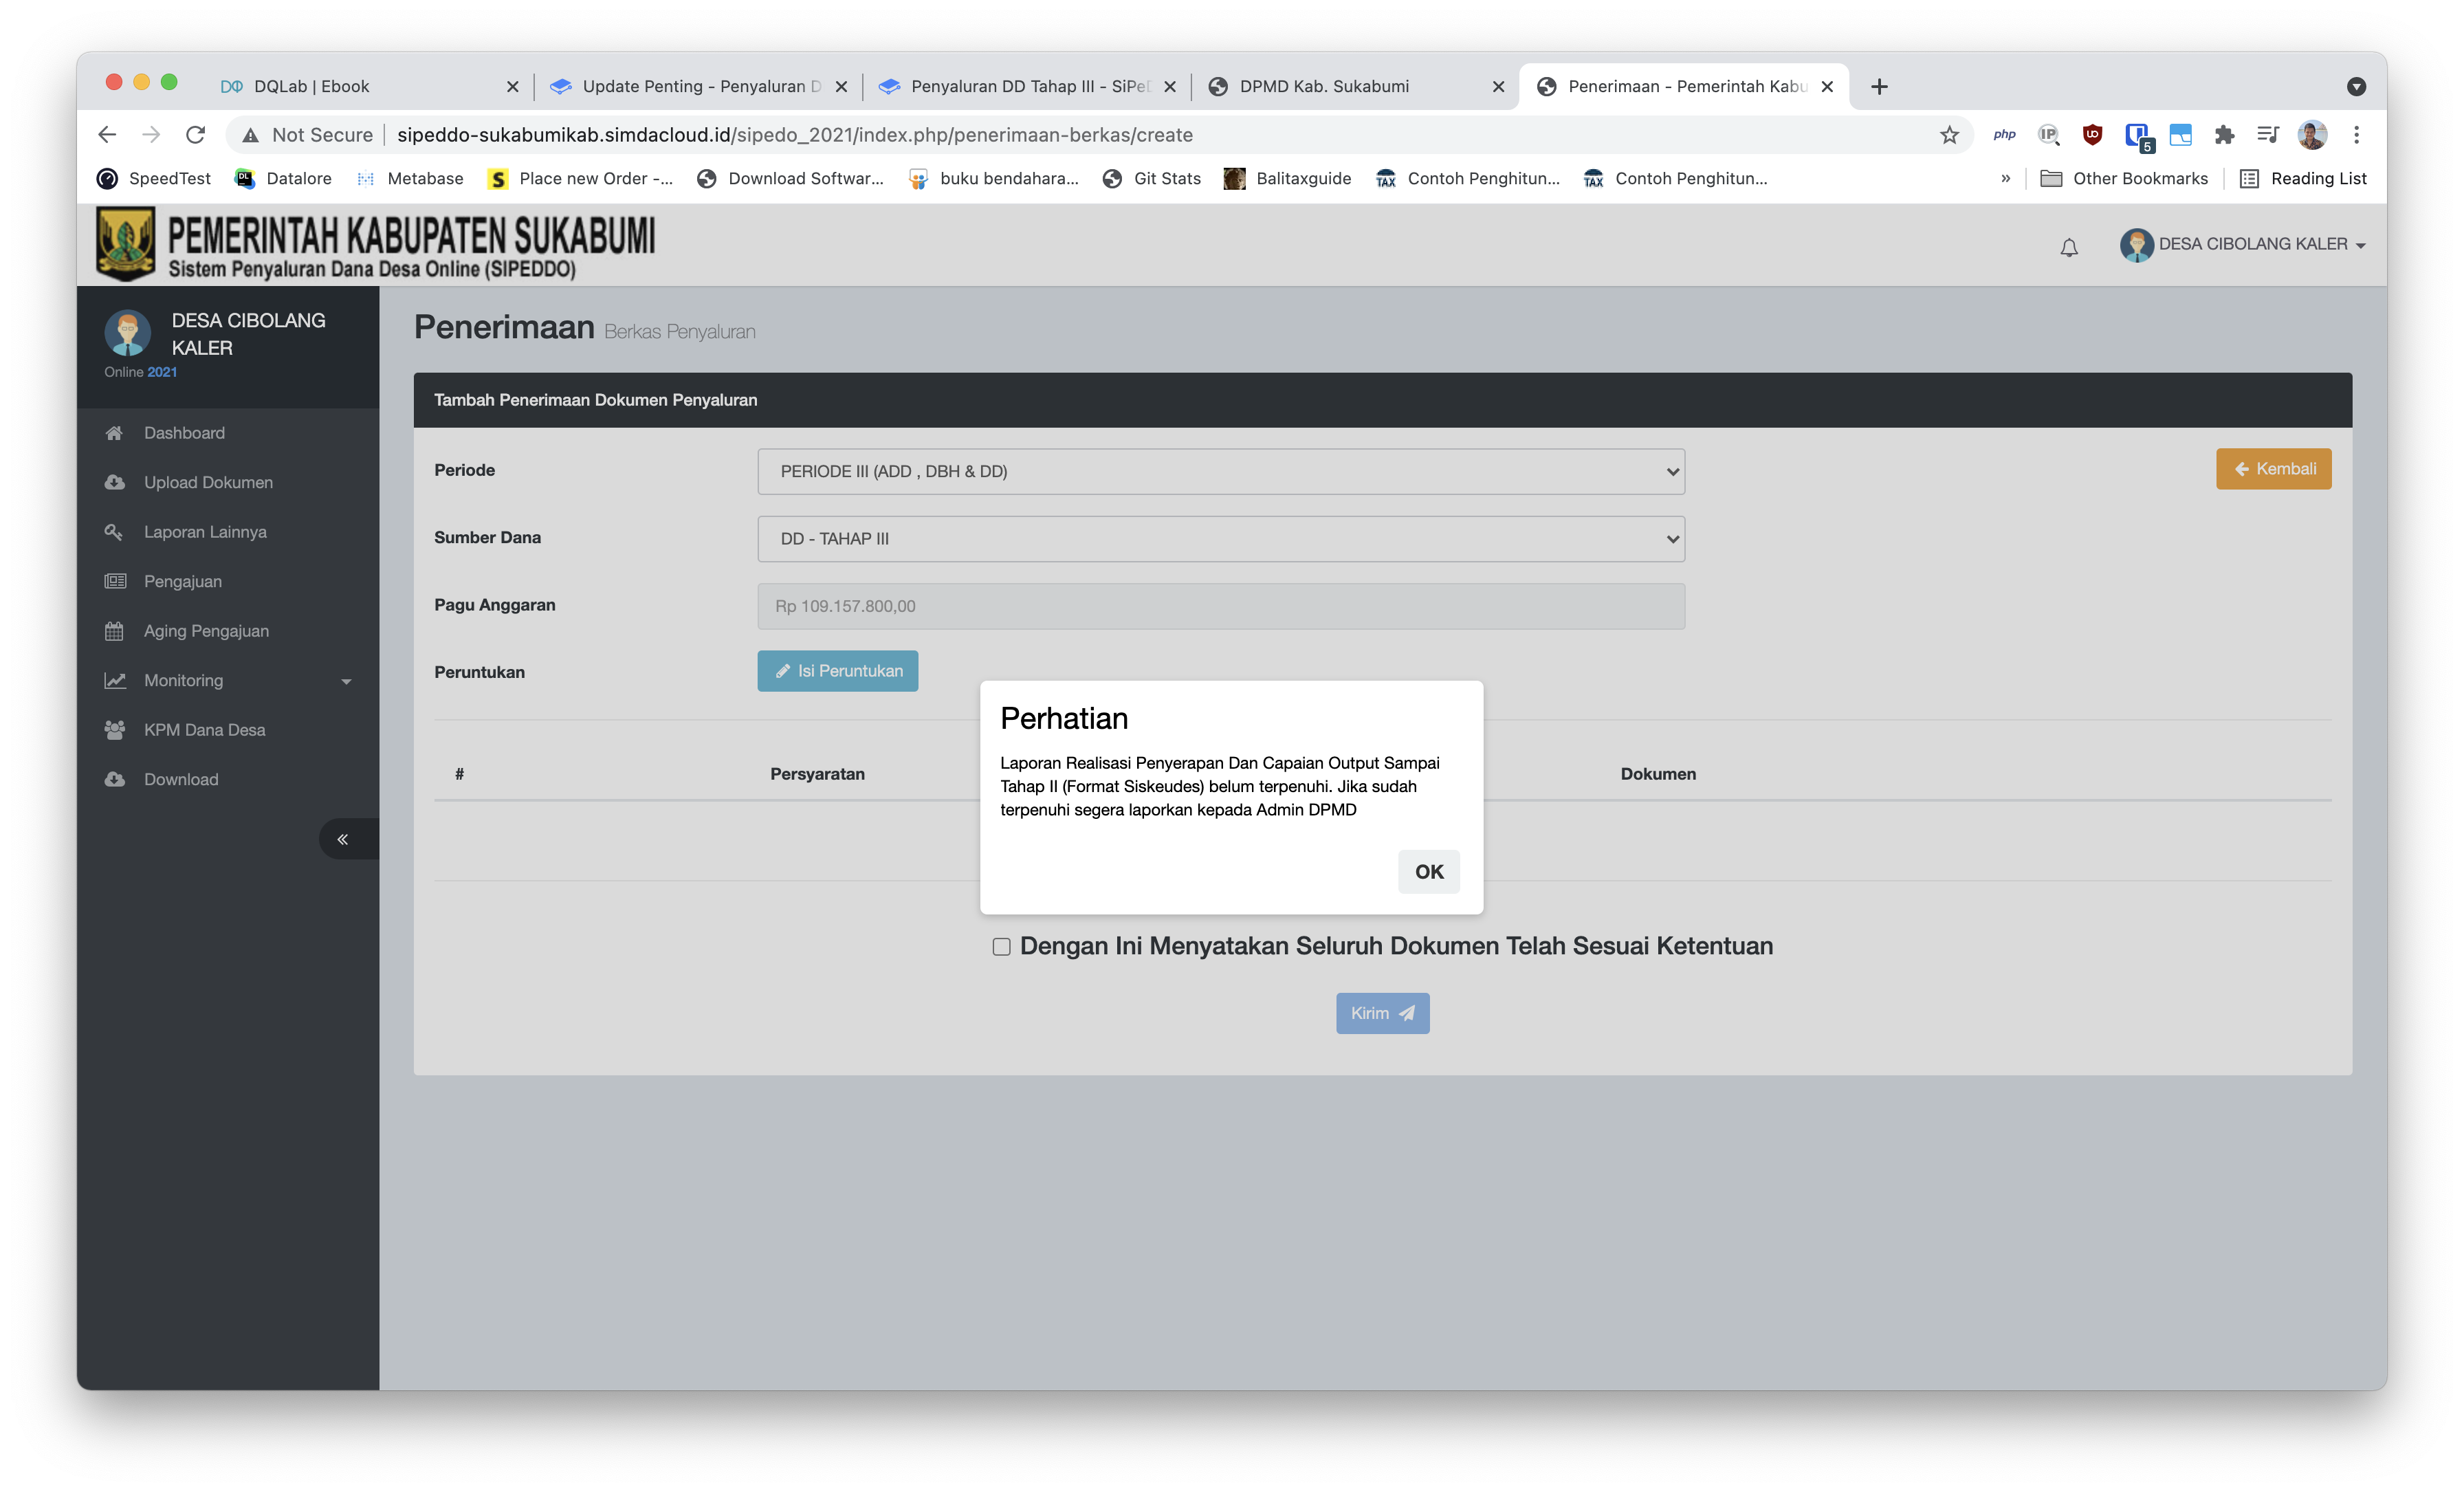 DQLab | Ebook
Update Penting - Penyaluran D
Penyaluran DD Tahap III - SiPeD
DPMD Kab. Sukabumi
Penerimaan - Pemerintah Kabu
Not Secure
sipeddo-sukabumikab.simdacloud.id/sipedo_2021/index.php/penerimaan-berkas/create
php
IP
5
SpeedTest
Datalore
Metabase
Place new Order -...
Download Softwar...
buku bendahara...
Git Stats
Balitaxguide
TAX
Contoh Penghitun...
TAX
Contoh Penghitun...
»
Other Bookmarks
Reading List
PEMERINTAH KABUPATEN SUKABUMI
Sistem Penyaluran Dana Desa Online (SIPEDDO)
DESA CIBOLANG KALER
DESA CIBOLANG
KALER
Online 2021
Dashboard
Upload Dokumen
Laporan Lainnya
Pengajuan
Aging Pengajuan
Monitoring
KPM Dana Desa
Download
Penerimaan Berkas Penyaluran
Tambah Penerimaan Dokumen Penyaluran
Periode
PERIODE III (ADD , DBH & DD)
Kembali
Sumber Dana
DD - TAHAP III
Pagu Anggaran
Rp 109.157.800,00
Peruntukan
Isi Peruntukan
# Persyaratan Dokumen
Perhatian
Laporan Realisasi Penyerapan Dan Capaian Output Sampai
Tahap II (Format Siskeudes) belum terpenuhi. Jika sudah
terpenuhi segera laporkan kepada Admin DPMD
OK
Dengan Ini Menyatakan Seluruh Dokumen Telah Sesuai Ketentuan
Kirim